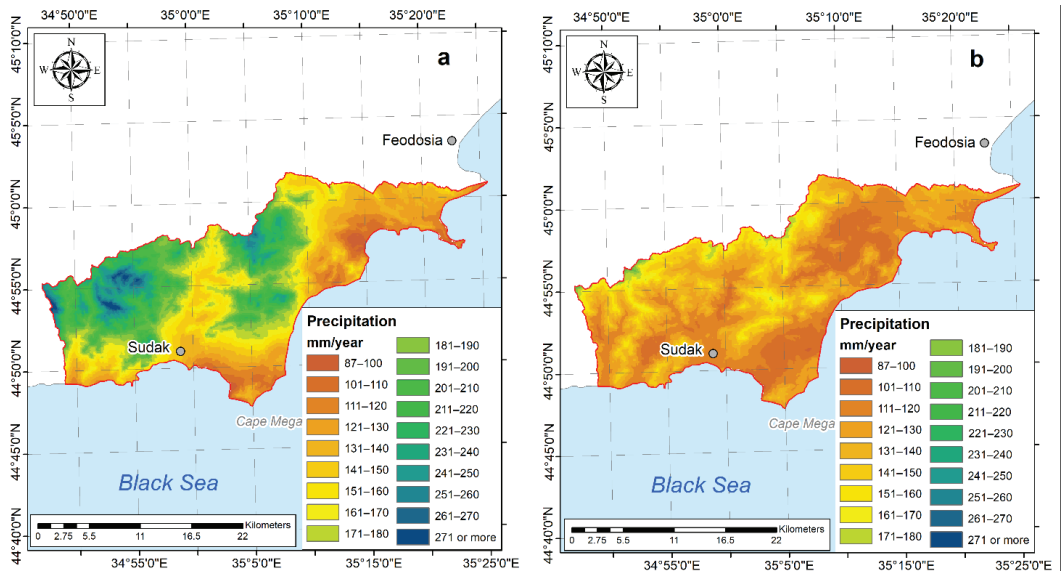 34°50'0"E 35°0'0"E 35°10'0"E 35°20'0"E
45°10'0"N
45°5'0"N
45°0'0"N
44°55'0"N
44°50'0"N
44°45'0"N
44°40'0"N
N
W E
S
a
Feodosia
Sudak
Cape Mega
Black Sea
Precipitation
mm/year
87–100
101–110
111–120
121–130
131–140
141–150
151–160
161–170
171–180
181–190
191–200
201–210
211–220
221–230
231–240
241–250
251–260
261–270
271 or more
Kilometers
0 2.75 5.5 11 16.5 22
34°55'0"E 35°5'0"E 35°15'0"E 35°25'0"E
34°50'0"E 35°0'0"E 35°10'0"E 35°20'0"E
45°10'0"N
45°5'0"N
45°0'0"N
44°55'0"N
44°50'0"N
44°45'0"N
44°40'0"N
N
W E
S
b
Feodosia
Sudak
Cape Mega
Black Sea
Precipitation
mm/year
87–100
101–110
111–120
121–130
131–140
141–150
151–160
161–170
171–180
181–190
191–200
201–210
211–220
221–230
231–240
241–250
251–260
261–270
271 or more
Kilometers
0 2.75 5.5 11 16.5 22
34°55'0"E 35°5'0"E 35°15'0"E 35°25'0"E